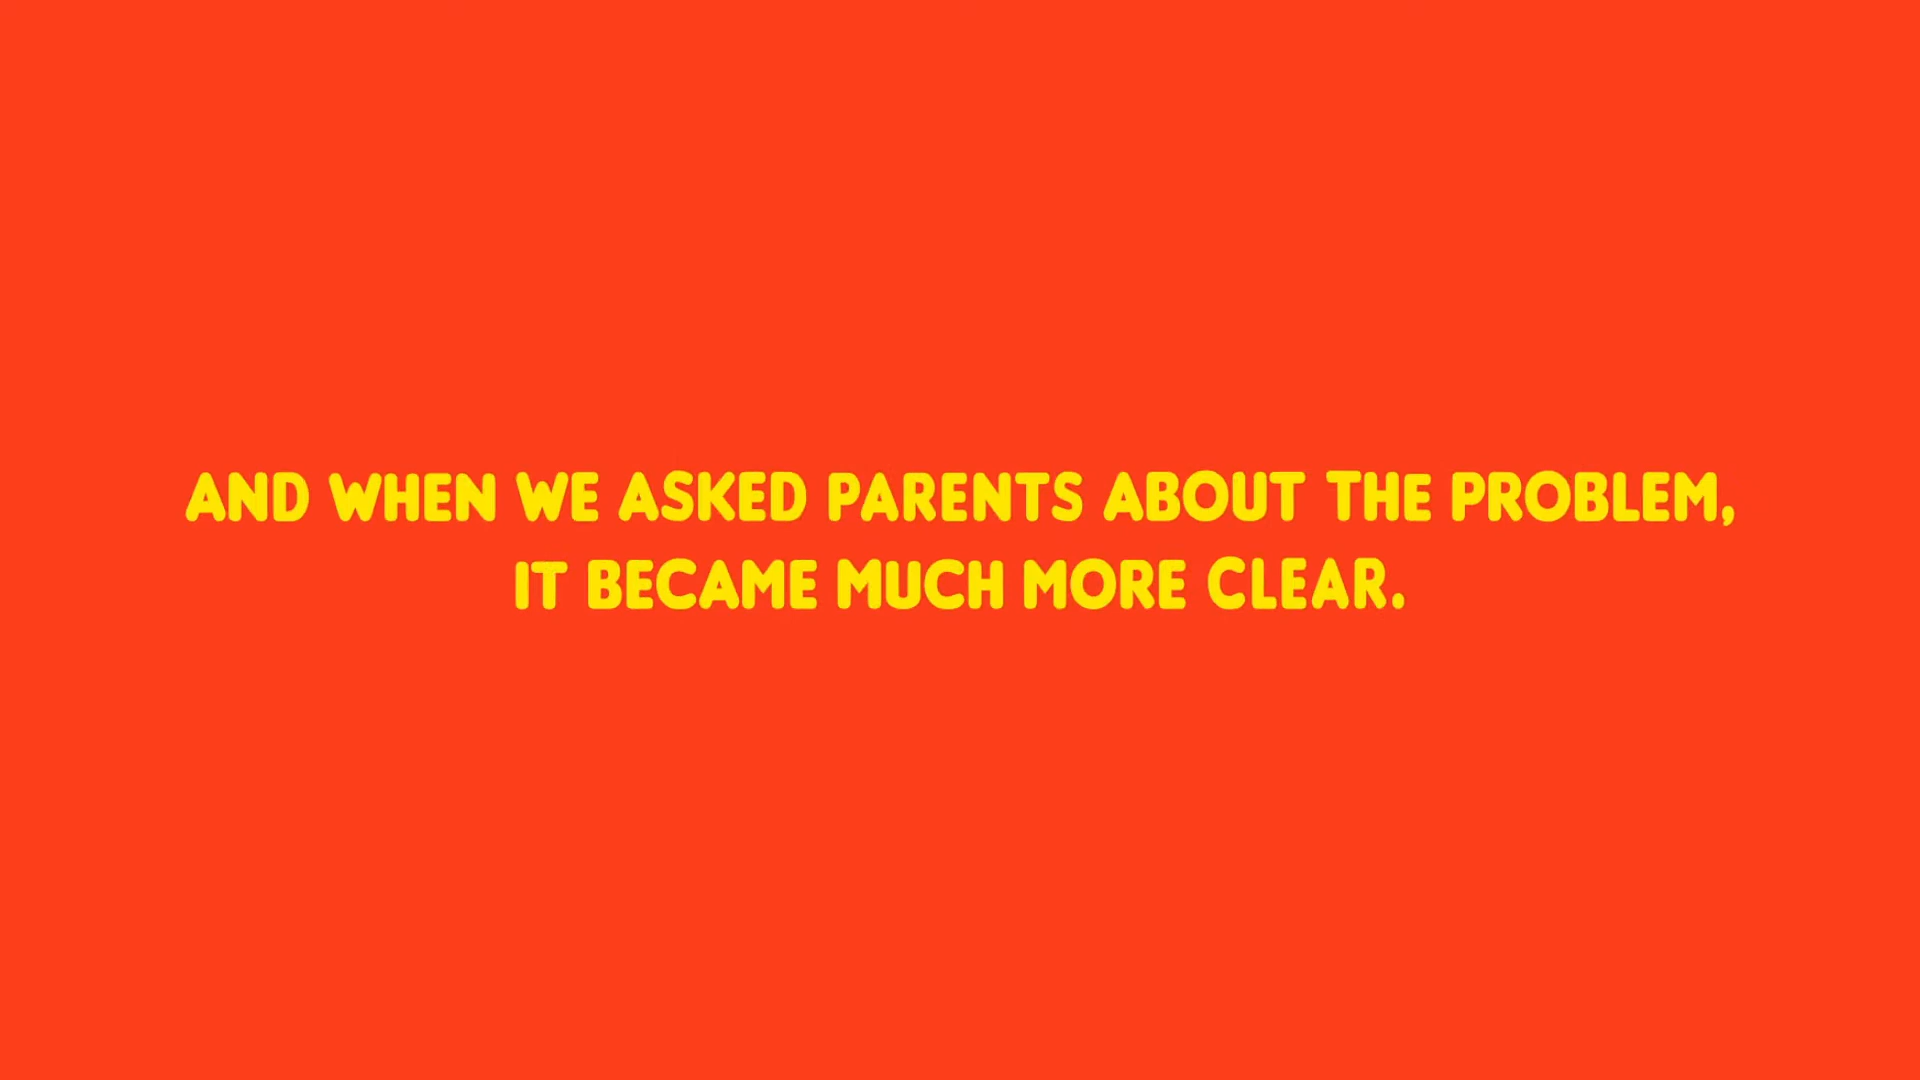 AND WHEN WE ASKED PARENTS ABOUT THE PROBLEM,
IT BECAME MUCH MORE CLEAR.